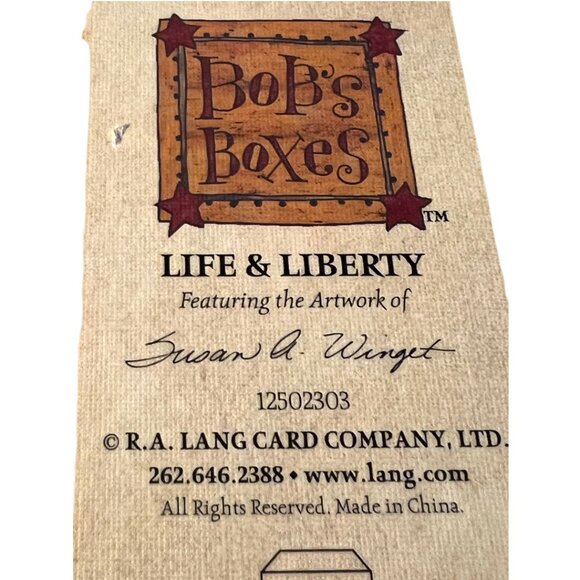 BOB'S
BOXES
TM
LIFE & LIBERTY
Featuring the Artwork of
Susan A. Winget
12502303
© R.A. LANG CARD COMPANY, LTD.
262.646.2388 • www.lang.com
All Rights Reserved. Made in China.